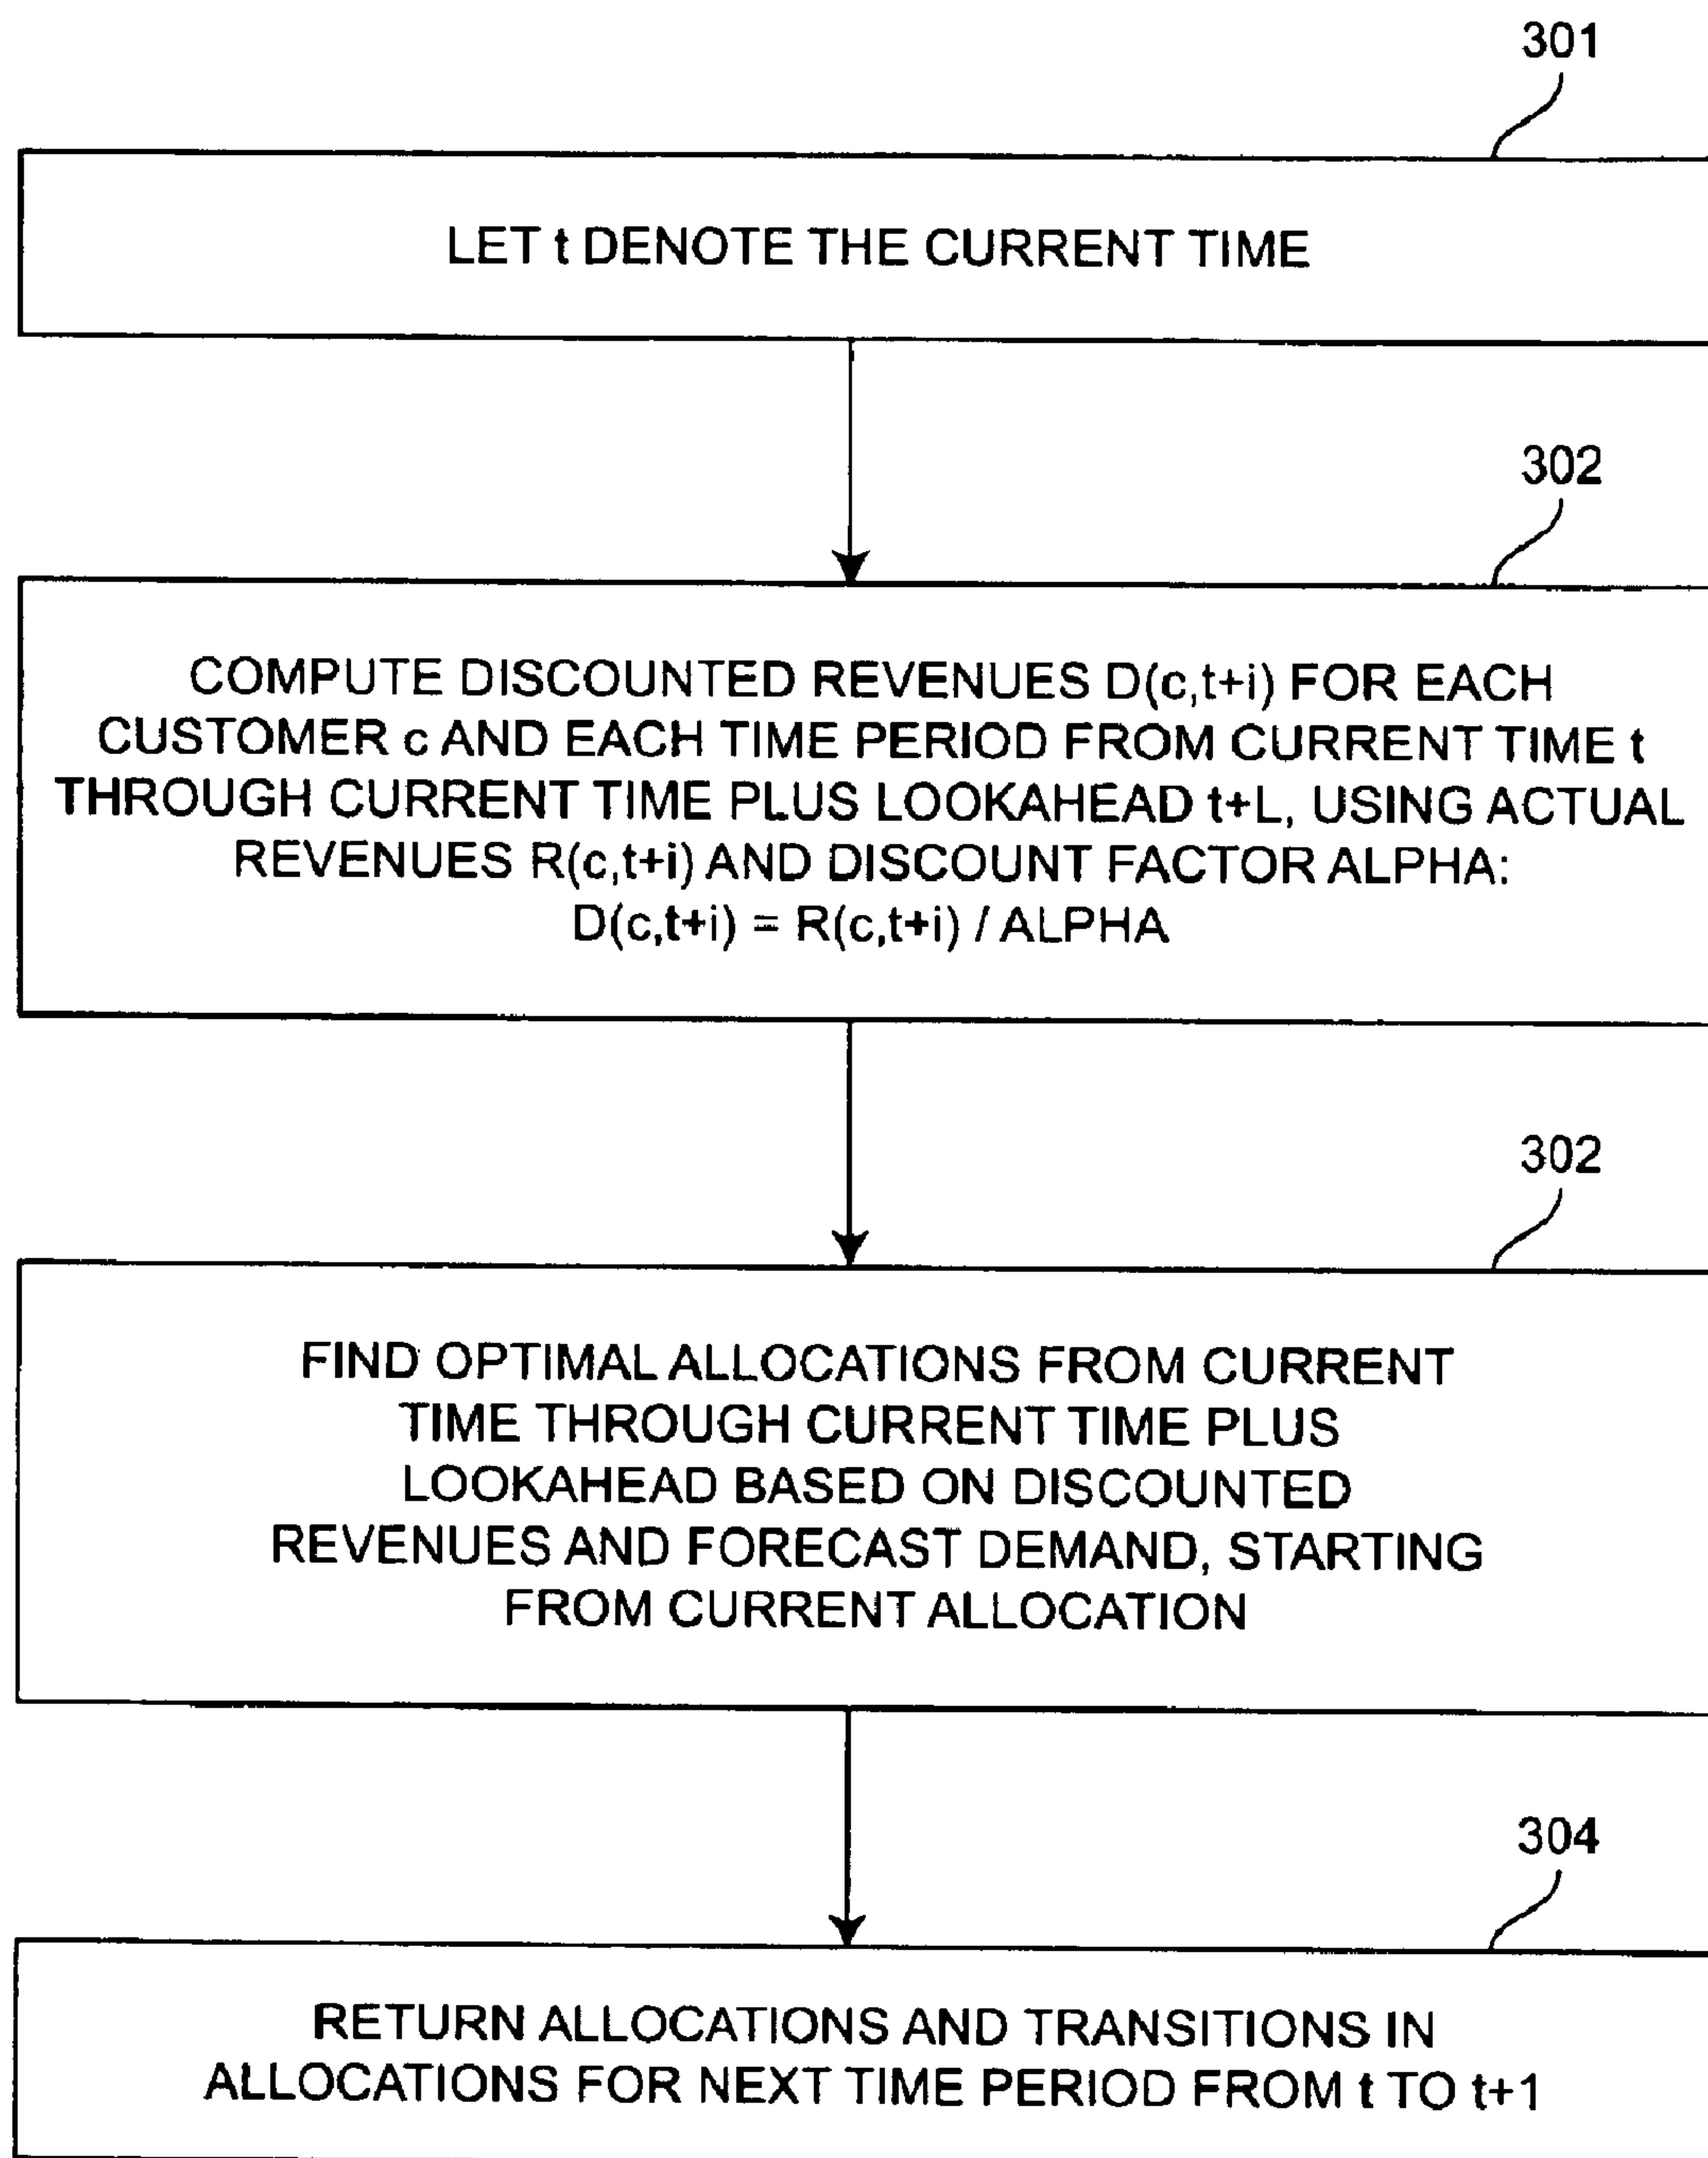 301
LET t DENOTE THE CURRENT TIME
302
COMPUTE DISCOUNTED REVENUES D(c,t+i) FOR EACH
CUSTOMER c AND EACH TIME PERIOD FROM CURRENT TIME t
THROUGH CURRENT TIME PLUS LOOKAHEAD t+L, USING ACTUAL
REVENUES R(c,t+i) AND DISCOUNT FACTOR ALPHA:
D(c,t+i) = R(c,t+i) / ALPHA
302
FIND OPTIMAL ALLOCATIONS FROM CURRENT
TIME THROUGH CURRENT TIME PLUS
LOOKAHEAD BASED ON DISCOUNTED
REVENUES AND FORECAST DEMAND, STARTING
FROM CURRENT ALLOCATION
304
RETURN ALLOCATIONS AND TRANSITIONS IN
ALLOCATIONS FOR NEXT TIME PERIOD FROM t TO t+1